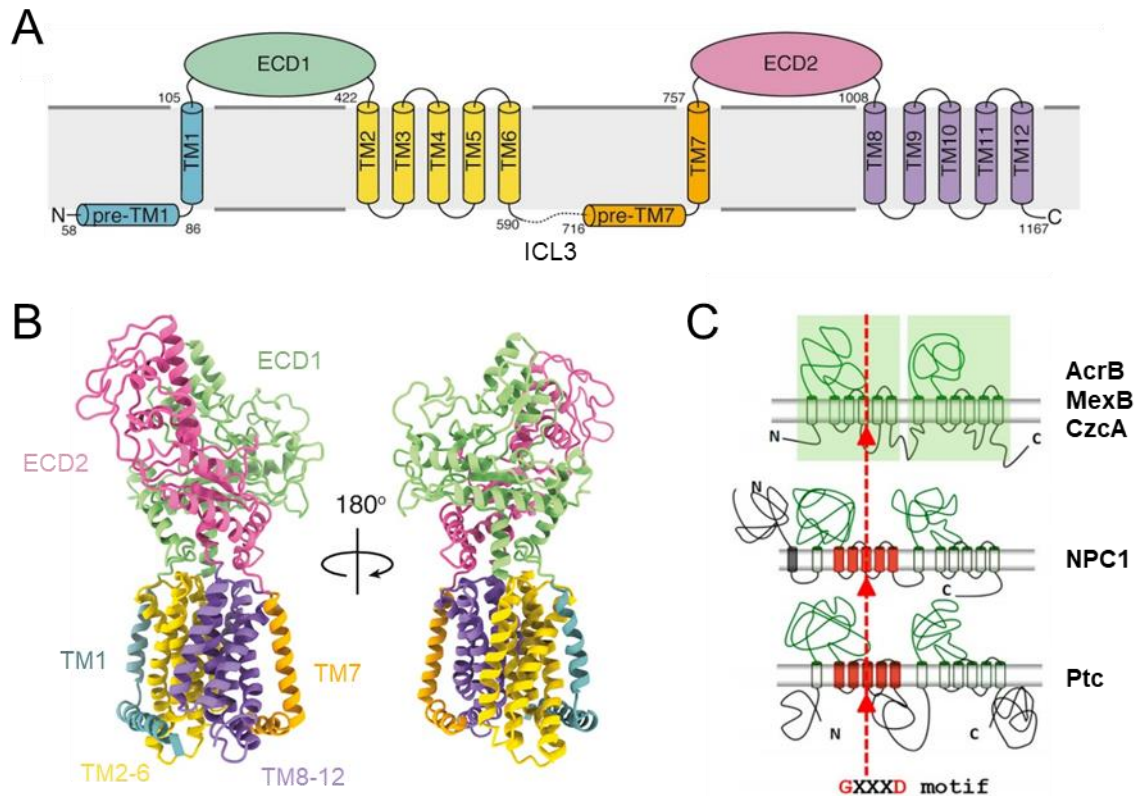 A
ECD1
ECD2
105
422
757
1008
TM1
TM2
TM3
TM4
TM5
TM6
TM7
TM8
TM9
TM10
TM11
TM12
N
pre-TM1
58
86
590
ICL3
716
pre-TM7
1167
C
B
ECD1
ECD2
180º
TM1
TM7
TM2-6
TM8-12
C
AcrB
MexB
CzcA
N
C
N
NPC1
C
Ptc
N
C
GXXXD motif